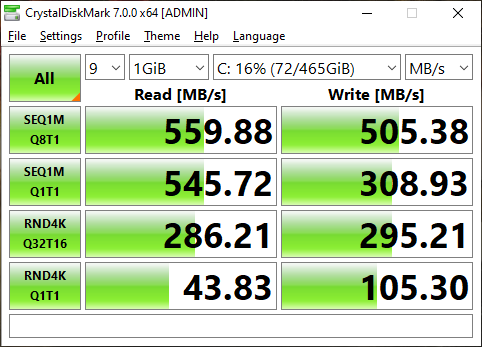 CrystalDiskMark 7.0.0 x64 [ADMIN]
File Settings Profile Theme Help Language
All 9 1GiB C: 16% (72/465GiB) MB/s
Read [MB/s] Write [MB/s]
SEQ1M
Q8T1 559.88 505.38
SEQ1M
Q1T1 545.72 308.93
RND4K
Q32T16 286.21 295.21
RND4K
Q1T1 43.83 105.30